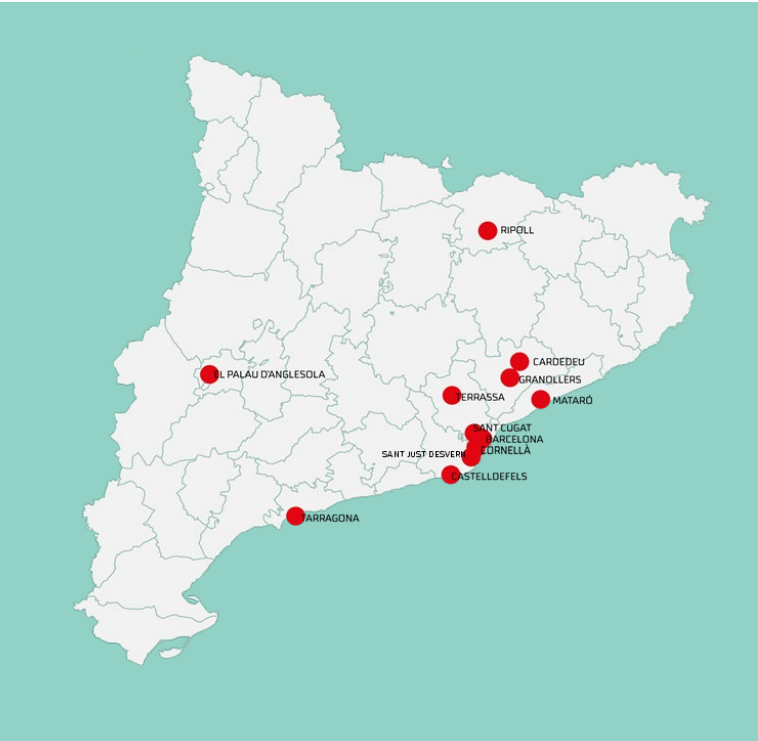 RIPOLL
CARDEDEU
EL PALAU D'ANGLESOLA
GRANOLLERS
TERRASSA
MATARÓ
SANT CUGAT
BARCELONA
CORNELLÀ
SANT JUST DESVERN
CASTELLDEFELS
TARRAGONA